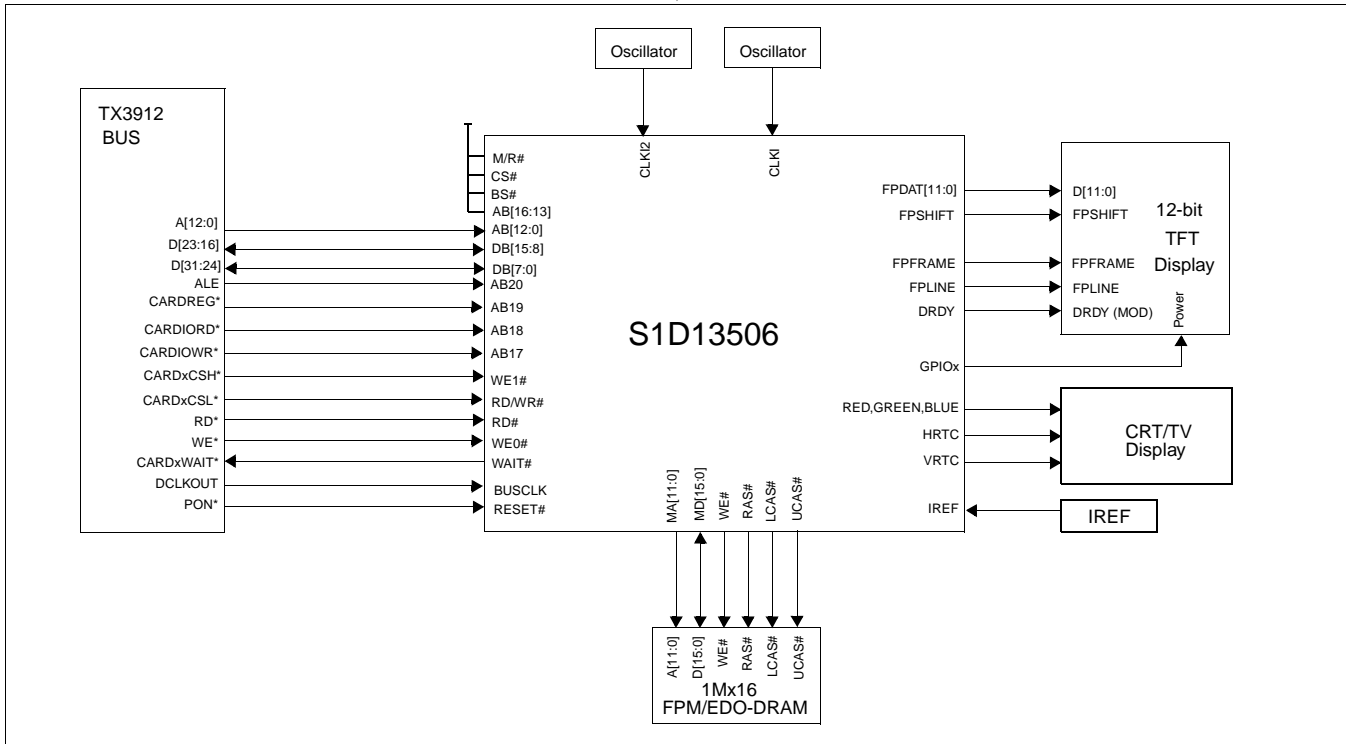 Oscillator
Oscillator
TX3912
BUS
CLKI2
CLKI
M/R#
CS#
BS#
AB[16:13]
A[12:0]
AB[12:0]
D[23:16]
DB[15:8]
D[31:24]
DB[7:0]
ALE
AB20
CARDREG*
AB19
CARDIORD*
AB18
CARDIOWR*
AB17
CARDxCSH*
WE1#
CARDxCSL*
RD/WR#
RD*
RD#
WE*
WE0#
CARDxWAIT*
WAIT#
DCLKOUT
BUSCLK
PON*
RESET#
S1D13506
FPDAT[11:0]
D[11:0]
FPSHIFT
FPSHIFT
12-bit
TFT
Display
FPFRAME
FPFRAME
FPLINE
FPLINE
DRDY
DRDY (MOD)
Power
GPIOx
RED,GREEN,BLUE
HRTC
VRTC
CRT/TV
Display
IREF
IREF
MA[11:0]
MD[15:0]
WE#
RAS#
LCAS#
UCAS#
A[11:0]
D[15:0]
WE#
RAS#
LCAS#
UCAS#
1Mx16
FPM/EDO-DRAM